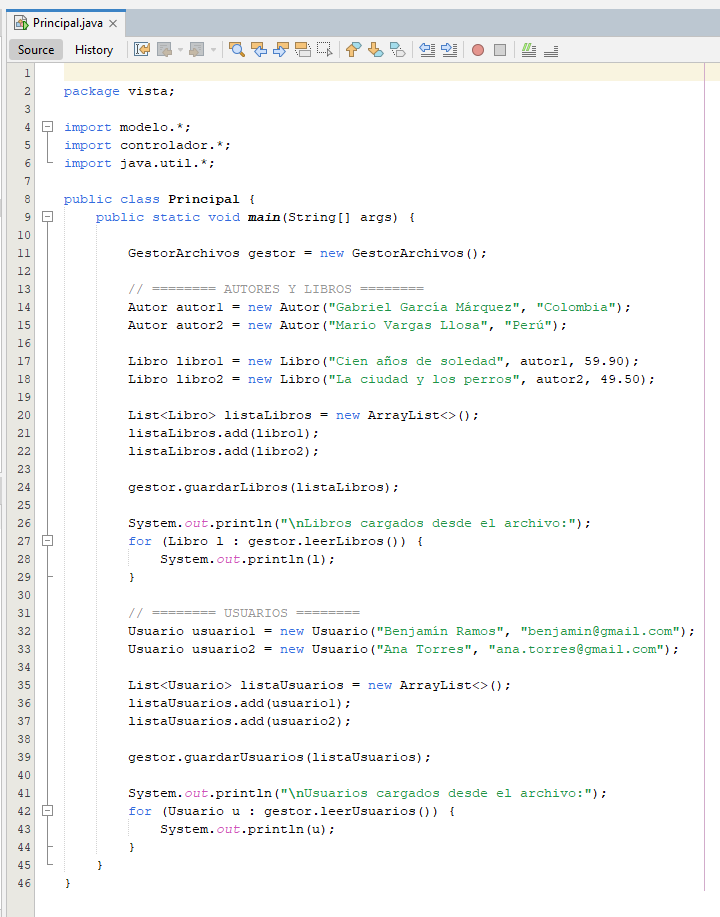 Principal.java
Source History
1
2 package vista;
3
4 import modelo.*;
5 import controlador.*;
6 import java.util.*;
7
8 public class Principal {
9 public static void main(String[] args) {
10
11 GestorArchivos gestor = new GestorArchivos();
12
13 // ======== AUTORES Y LIBROS ========
14 Autor autor1 = new Autor("Gabriel García Márquez", "Colombia");
15 Autor autor2 = new Autor("Mario Vargas Llosa", "Perú");
16
17 Libro libro1 = new Libro("Cien años de soledad", autor1, 59.90);
18 Libro libro2 = new Libro("La ciudad y los perros", autor2, 49.50);
19
20 List<Libro> listaLibros = new ArrayList<>();
21 listaLibros.add(libro1);
22 listaLibros.add(libro2);
23
24 gestor.guardarLibros(listaLibros);
25
26 System.out.println("\nLibros cargados desde el archivo:");
27 for (Libro l : gestor.leerLibros()) {
28 System.out.println(l);
29 }
30
31 // ======== USUARIOS ========
32 Usuario usuario1 = new Usuario("Benjamín Ramos", "benjamin@gmail.com");
33 Usuario usuario2 = new Usuario("Ana Torres", "ana.torres@gmail.com");
34
35 List<Usuario> listaUsuarios = new ArrayList<>();
36 listaUsuarios.add(usuario1);
37 listaUsuarios.add(usuario2);
38
39 gestor.guardarUsuarios(listaUsuarios);
40
41 System.out.println("\nUsuarios cargados desde el archivo:");
42 for (Usuario u : gestor.leerUsuarios()) {
43 System.out.println(u);
44 }
45 }
46 }